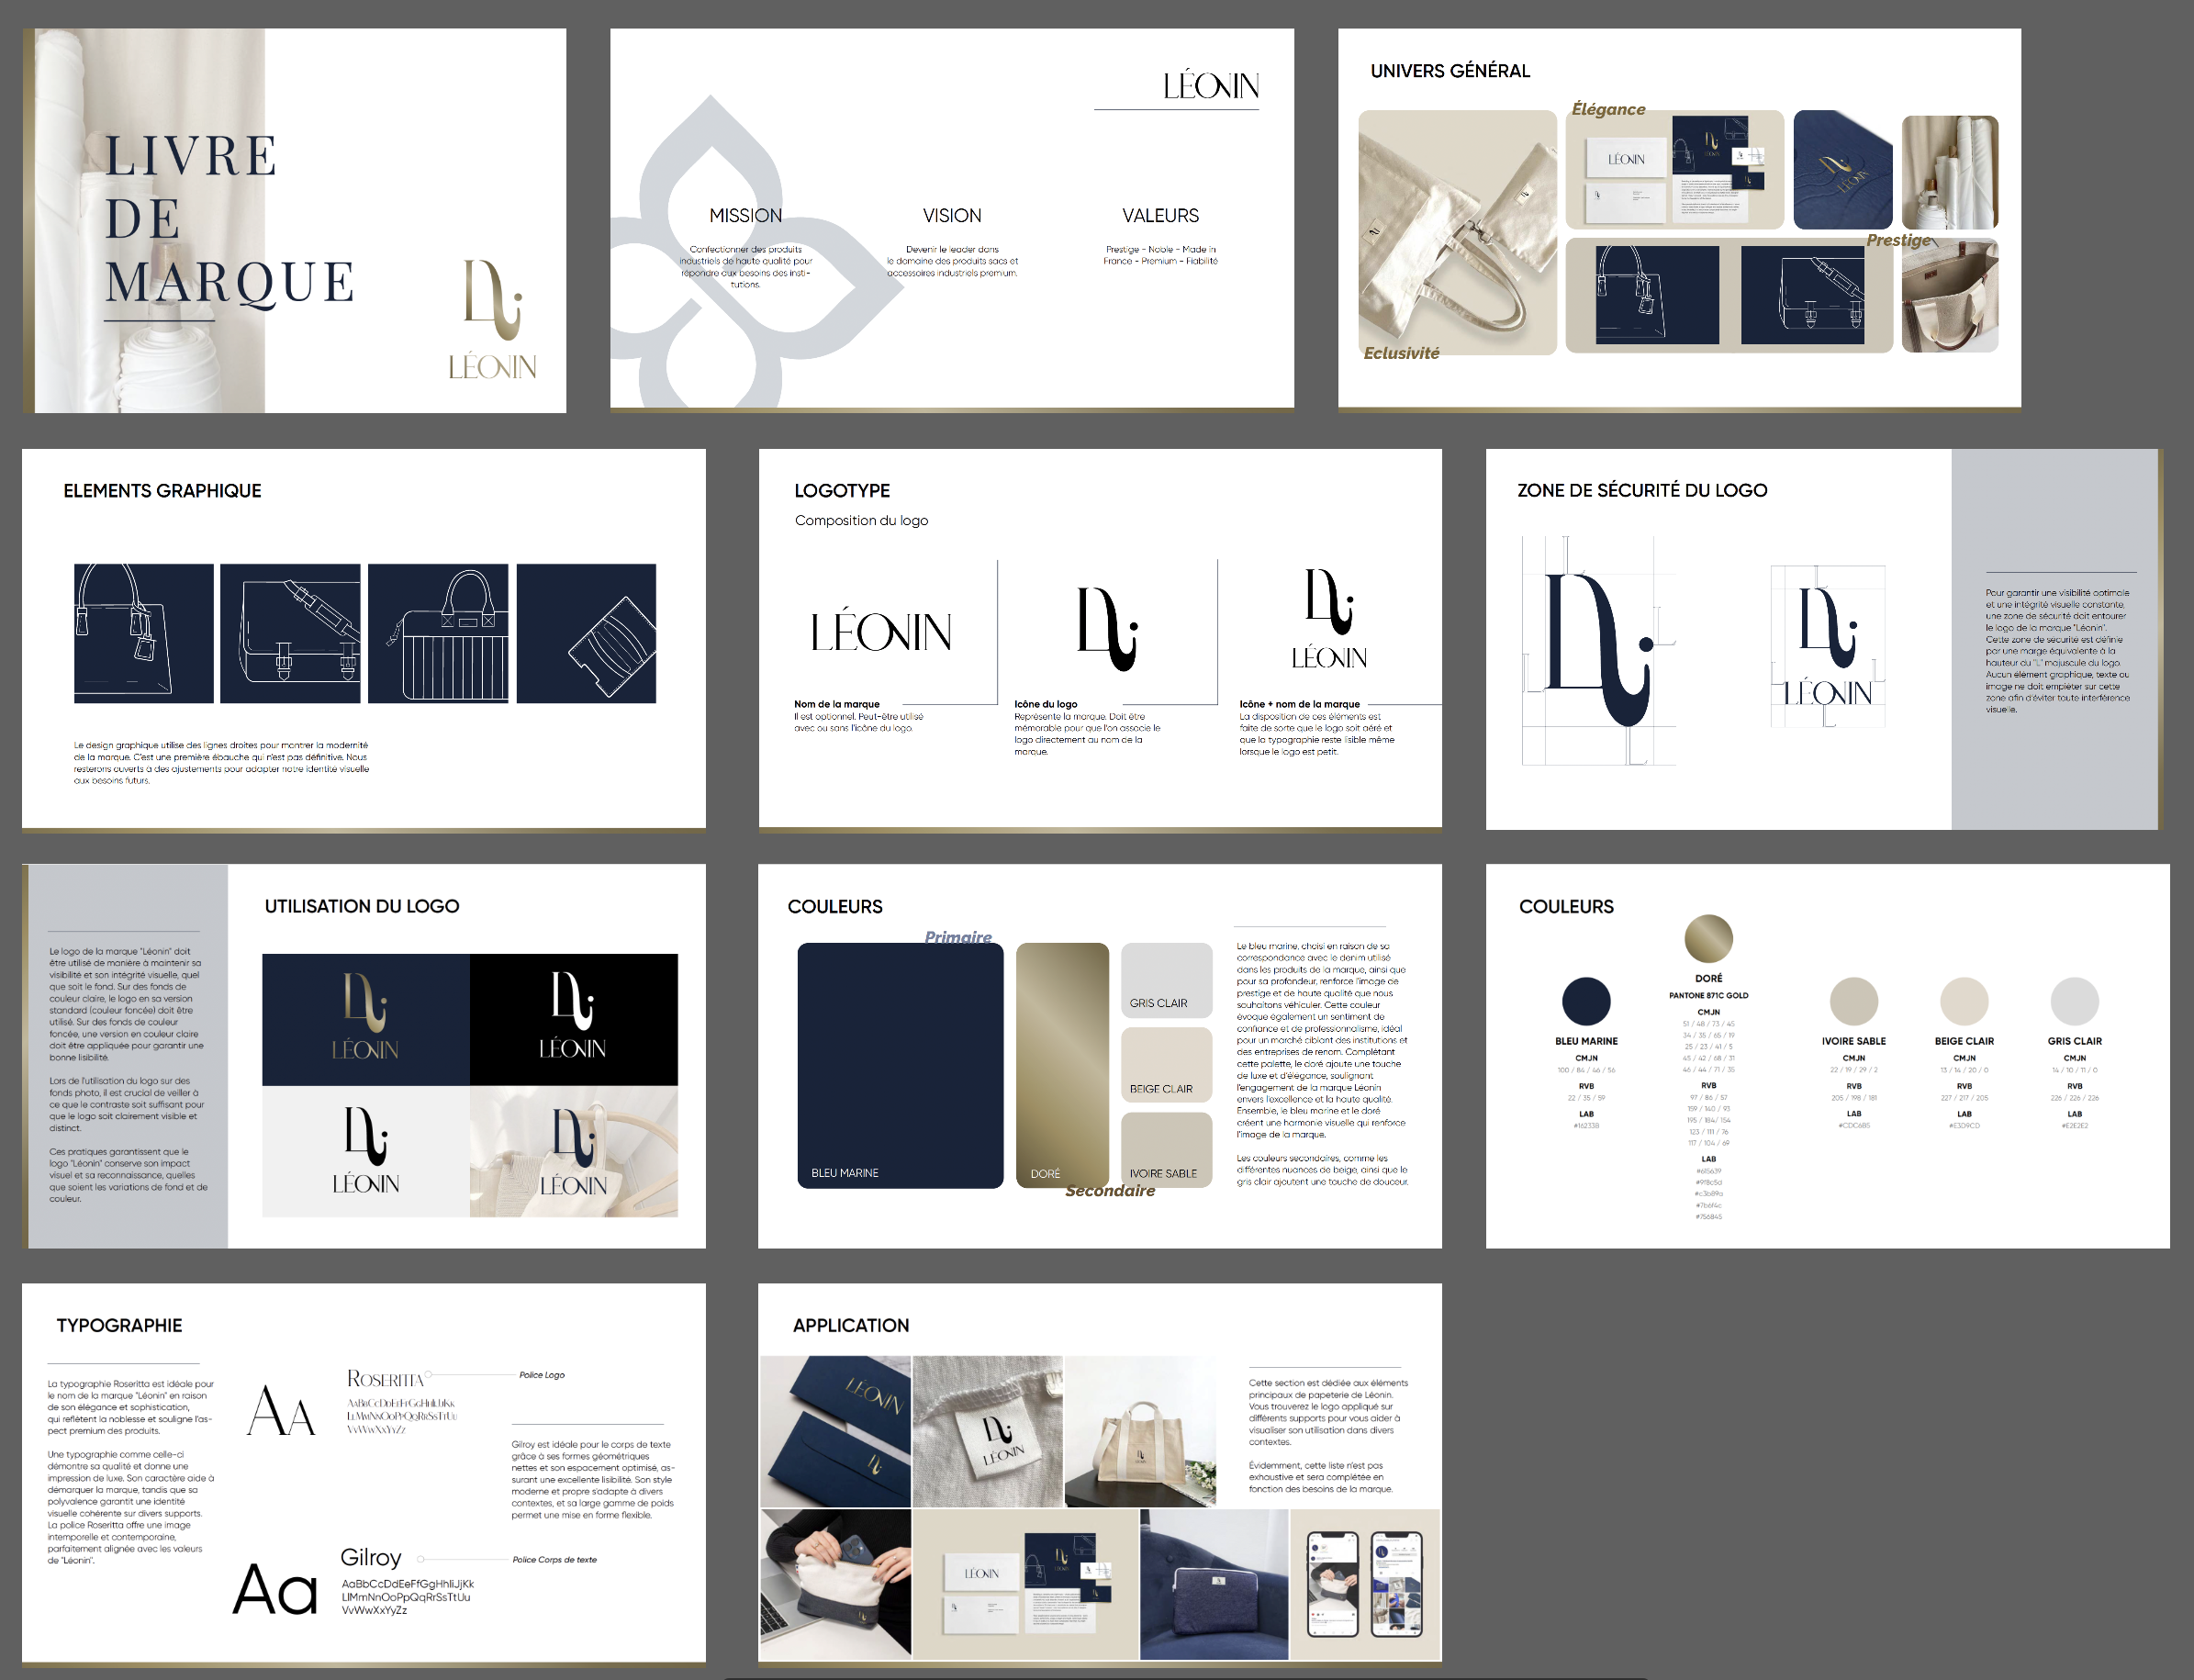 LIVRE
DE
MARQUE
LÉONIN
LÉONIN
MISSION
Confectionner des produits
industriels de haute qualité pour
répondre aux besoins des insti-
tutions.
VISION
Devenir le leader dans
le domaine des produits sacs et
accessoires industriels premium.
VALEURS
Prestige - Noble - Made in
France - Premium - Fiabilité
UNIVERS GÉNÉRAL
Élégance
LÉONIN
LÉONIN
Prestige
Eclusivité
ELEMENTS GRAPHIQUE
Le design graphique utilise des lignes droites pour montrer la modernité
de la marque. C'est une première ébauche qui n'est pas définitive. Nous
resterons ouverts à des ajustements pour adapter notre identité visuelle
aux besoins futurs.
LOGOTYPE
Composition du logo
LÉONIN
Nom de la marque
Il est optionnel. Peut-être utilisé
avec ou sans l'icône du logo.
Icône du logo
Représente la marque. Doit être
mémorable pour que l'on associe le
logo directement au nom de la
marque.
LÉONIN
Icône + nom de la marque
La disposition de ces éléments est
faite de sorte que le logo soit aéré et
que la typographie reste lisible même
lorsque le logo est petit.
ZONE DE SÉCURITÉ DU LOGO
LÉONIN
Pour garantir une visibilité optimale
et une intégrité visuelle constante,
une zone de sécurité doit entourer
le logo de la marque "Léonin".
Cette zone de sécurité est définie
par une marge équivalente à la
hauteur du "L" majuscule du logo.
Aucun élément graphique, texte ou
image ne doit empiéter sur cette
zone afin d'éviter toute interférence
visuelle.
Le logo de la marque "Léonin" doit
être utilisé de manière à maintenir sa
visibilité et son intégrité visuelle, quel
que soit le fond. Sur des fonds de
couleur claire, le logo en sa version
standard (couleur foncée) doit être
utilisé. Sur des fonds de couleur
foncée, une version en couleur claire
doit être appliquée pour garantir une
bonne lisibilité.
Lors de l'utilisation du logo sur des
fonds photo, il est crucial de veiller à
ce que le contraste soit suffisant pour
que le logo soit clairement visible et
distinct.
Ces pratiques garantissent que le
logo "Léonin" conserve son impact
visuel et sa reconnaissance, quelles
que soient les variations de fond et de
couleur.
UTILISATION DU LOGO
LÉONIN
LÉONIN
LÉONIN
LÉONIN
COULEURS
Primaire
BLEU MARINE
DORÉ
GRIS CLAIR
BEIGE CLAIR
IVOIRE SABLE
Secondaire
Le bleu marine, choisi en raison de sa
correspondance avec le denim utilisé
dans les produits de la marque, ainsi que
pour sa profondeur, renforce l'image de
prestige et de haute qualité que nous
souhaitons véhiculer. Cette couleur
évoque également un sentiment de
confiance et de professionnalisme, idéal
pour un marché ciblant des institutions et
des entreprises de renom. Complétant
cette palette, le doré ajoute une touche
de luxe et d'élégance, soulignant
l'engagement de la marque Léonin
envers l'excellence et la haute qualité.
Ensemble, le bleu marine et le doré
créent une harmonie visuelle qui renforce
l'image de la marque.
Les couleurs secondaires, comme les
différentes nuances de beige, ainsi que le
gris clair ajoutent une touche de douceur.
COULEURS
BLEU MARINE
CMJN
100 / 84 / 46 / 56
RVB
22 / 35 / 59
LAB
#16233B
DORÉ
PANTONE 871C GOLD
CMJN
51 / 48 / 73 / 45
34 / 35 / 65 / 19
25 / 23 / 41 / 5
45 / 42 / 68 / 31
46 / 44 / 71 / 35
RVB
97 / 86 / 57
159 / 140 / 93
195 / 184/ 154
123 / 111 / 76
117 / 104 / 69
LAB
#615639
#9f8c5d
#c3b89a
#7b6f4c
#756845
IVOIRE SABLE
CMJN
22 / 19 / 29 / 2
RVB
205 / 198 / 181
LAB
#CDC6B5
BEIGE CLAIR
CMJN
13 / 14 / 20 / 0
RVB
227 / 217 / 205
LAB
#E3D9CD
GRIS CLAIR
CMJN
14 / 10 / 11 / 0
RVB
226 / 226 / 226
LAB
#E2E2E2
TYPOGRAPHIE
La typographie Roseritta est idéale pour
le nom de la marque "Léonin" en raison
de son élégance et sophistication,
qui reflètent la noblesse et souligne l'as-
pect premium des produits.
Une typographie comme celle-ci
démontre sa qualité et donne une
impression de luxe. Son caractère aide à
démarquer la marque, tandis que sa
polyvalence garantit une identité
visuelle cohérente sur divers supports.
La police Roseritta offre une image
intemporelle et contemporaine,
parfaitement alignée avec les valeurs
de "Léonin".
Aa
Roseritta
Police Logo
AaBbCcDdEeFfGgHhIiJjKk
LlMmNnOoPpQqRrSsTtUu
VvWwXxYyZz
Gilroy est idéale pour le corps de texte
grâce à ses formes géométriques
nettes et son espacement optimisé, as-
surant une excellente lisibilité. Son style
moderne et propre s'adapte à divers
contextes, et sa large gamme de poids
permet une mise en forme flexible.
Aa
Gilroy
Police Corps de texte
AaBbCcDdEeFfGgHhIiJjKk
LlMmNnOoPpQqRrSsTtUu
VvWwXxYyZz
APPLICATION
LÉONIN
LÉONIN
LÉONIN
Cette section est dédiée aux éléments
principaux de papeterie de Léonin.
Vous trouverez le logo appliqué sur
différents supports pour vous aider à
visualiser son utilisation dans divers
contextes.
Évidemment, cette liste n'est pas
exhaustive et sera complétée en
fonction des besoins de la marque.